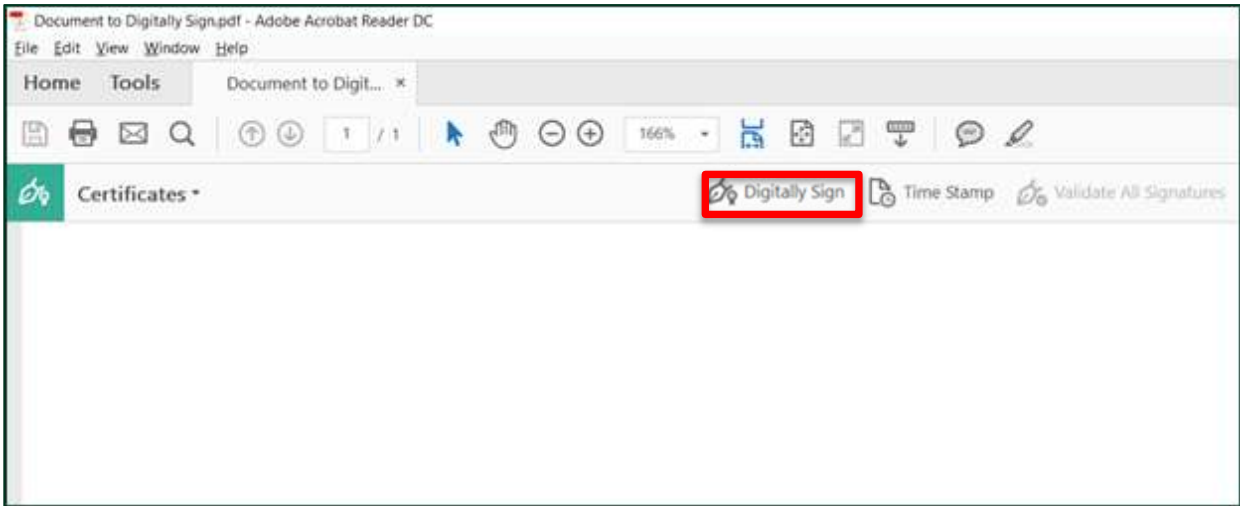 Document to Digitally Sign.pdf - Adobe Acrobat Reader DC
File Edit View Window Help
Home Tools Document to Digit... ×
1 / 1 166%
Certificates Digitally Sign Time Stamp Validate All Signatures